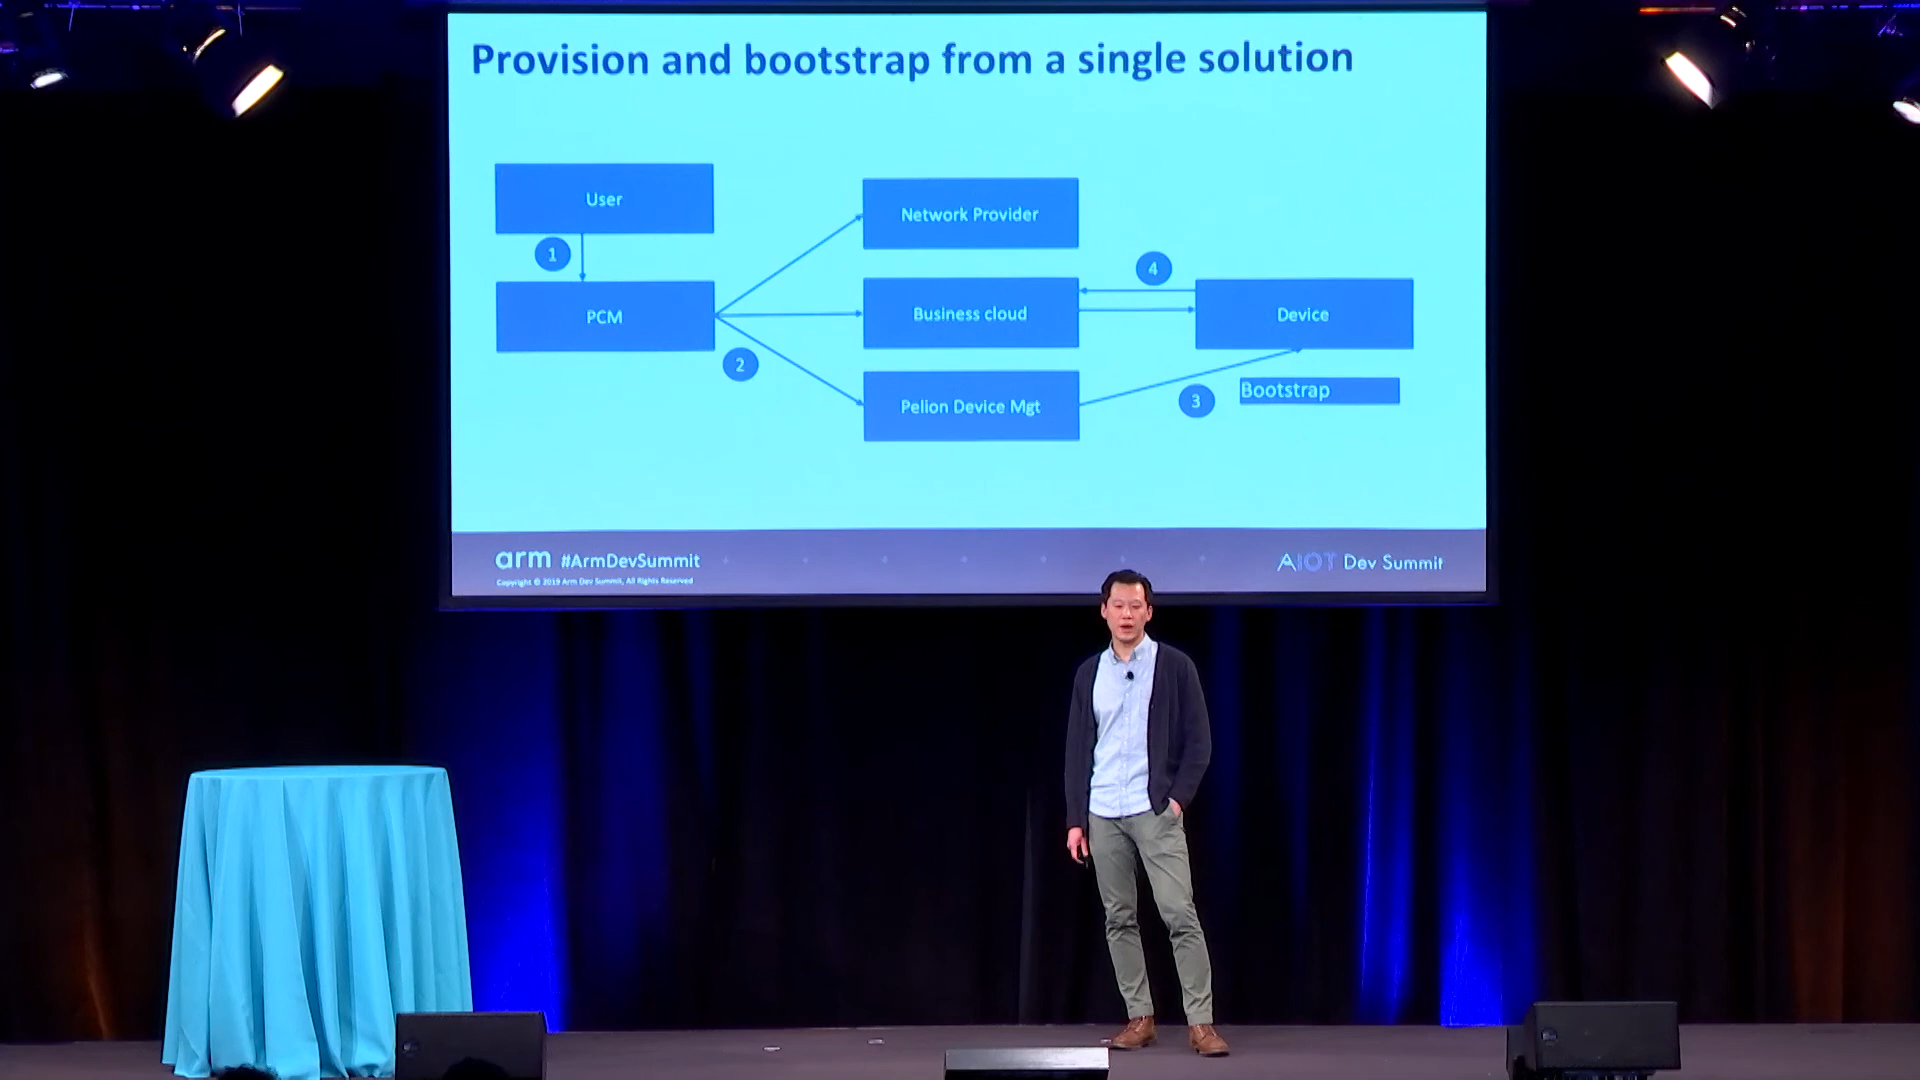 Provision and bootstrap from a single solution
User
1
PCM
2
Network Provider
Business cloud
Pelion Device Mgt
4
Device
3
Bootstrap
arm #ArmDevSummit
Copyright © 2019 Arm Dev Summit, All Rights Reserved
AIOT Dev Summit